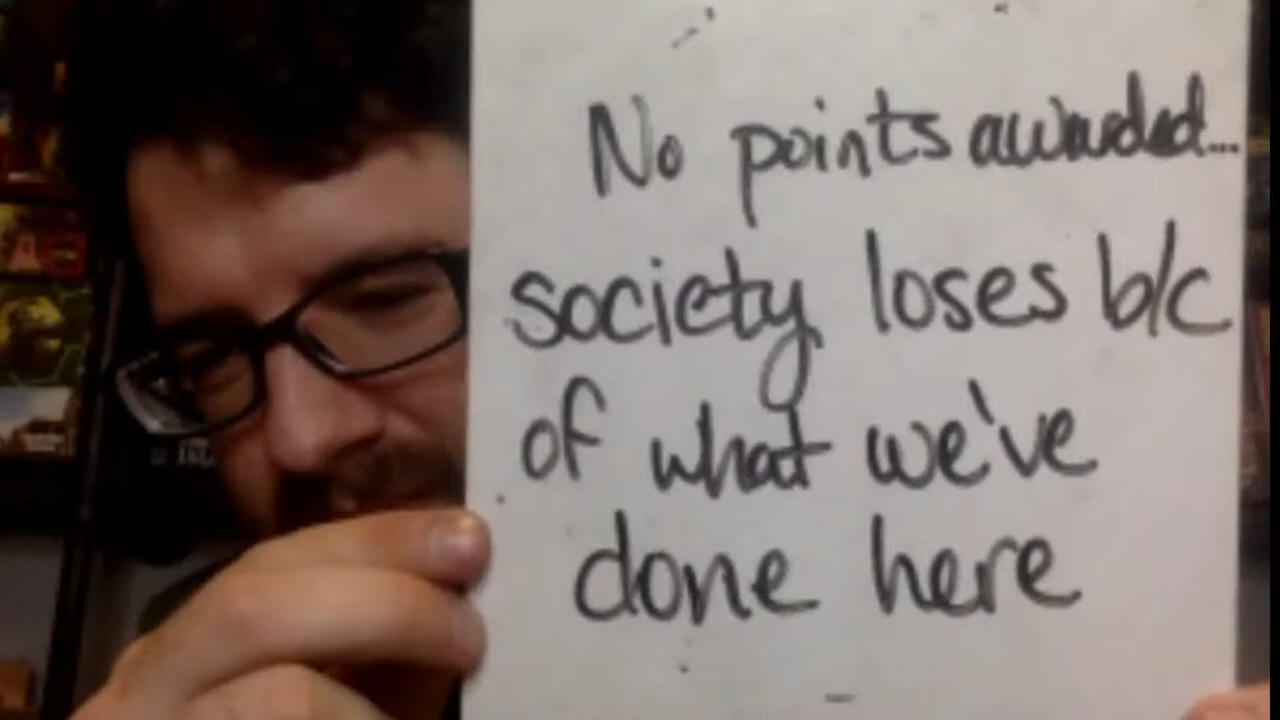 No points awarded...
society loses b/c
of what we've
done here